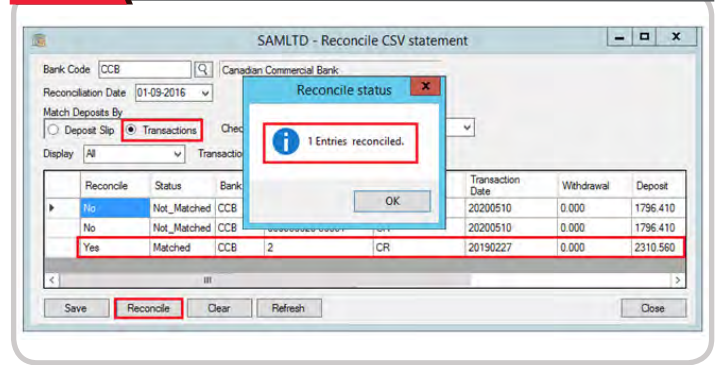 SAMLTD - Reconcile CSV statement
Bank Code CCB Canadian Commercial Bank
Reconciliation Date 01-09-2016
Match Deposits By
Deposit Slip Transactions
Display All
Reconcile status
1 Entries reconciled.
OK
Reconcile Status Bank Transaction Date Withdrawal Deposit
No Not_Matched CCB 20200510 0.000 1796.410
No Not_Matched CCB 20200510 0.000 1796.410
Yes Matched CCB 2 CR 20190227 0.000 2310.560
Save Reconcile Clear Refresh Close